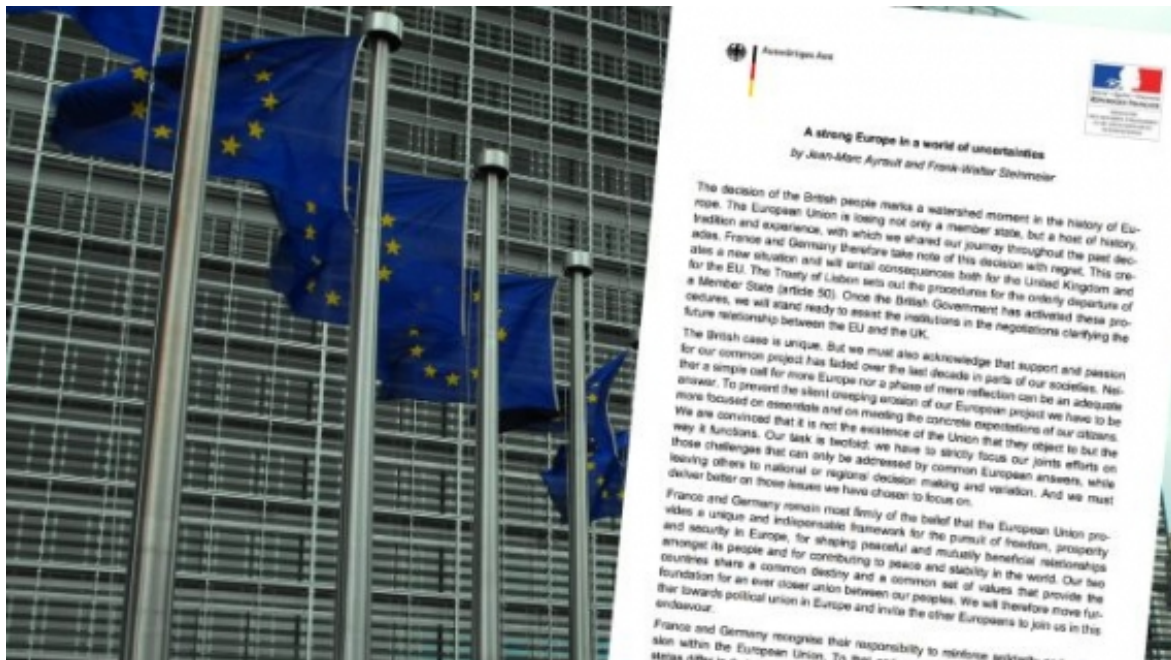 Auswärtiges Amt
RÉPUBLIQUE FRANÇAISE
A strong Europe in a world of uncertainties
by Jean-Marc Ayrault and Frank-Walter Steinmeier
The decision of the British people marks a watershed moment in the history of Eu-
rope. The European Union is losing not only a member state, but a host of history,
tradition and experience, with which we shared our journey throughout the past dec-
ades. France and Germany therefore take note of this decision with regret. This cre-
ates a new situation and will entail consequences both for the United Kingdom and
for the EU. The Treaty of Lisbon sets out the procedures for the orderly departure of
a Member State (article 50). Once the British Government has activated these pro-
cedures, we will stand ready to assist the institutions in the negotiations clarifying the
future relationship between the EU and the UK.
The British case is unique. But we must also acknowledge that support and passion
for our common project has faded over the last decade in parts of our societies. Nei-
ther a simple call for more Europe nor a phase of mere reflection can be an adequate
answer. To prevent the silent creeping erosion of our European project we have to be
more focused on essentials and on meeting the concrete expectations of our citizens.
We are convinced that it is not the existence of the Union that they object to but the
way it functions. Our task is twofold: we have to strictly focus our joints efforts on
those challenges that can only be addressed by common European answers, while
leaving others to national or regional decision making and variation. And we must
deliver better on those issues we have chosen to focus on.
France and Germany remain most firmly of the belief that the European Union pro-
vides a unique and indispensable framework for the pursuit of freedom, prosperity
and security in Europe, for shaping peaceful and mutually beneficial relationships
amongst its people and for contributing to peace and stability in the world. Our two
countries share a common destiny and a common set of values that provide the
foundation for an ever closer union between our peoples. We will therefore move fur-
ther towards political union in Europe and invite the other Europeans to join us in this
endeavour.
France and Germany recognise their responsibility to reinforce solidarity
sion within the European Union. To that